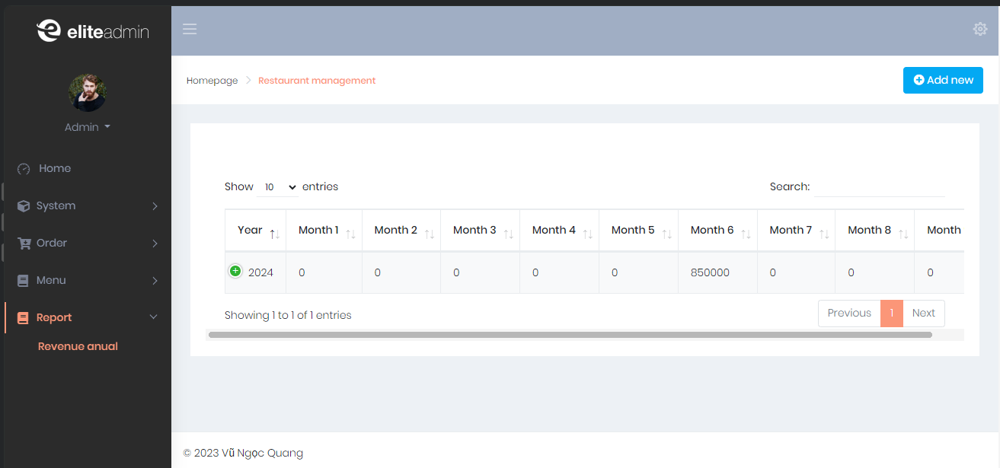 eliteadmin
Admin
Home
System
Order
Menu
Report
Revenue anual
Homepage
Restaurant management
Add new
Show 10 entries
Search:
Year Month 1 Month 2 Month 3 Month 4 Month 5 Month 6 Month 7 Month 8 Month
2024 0 0 0 0 0 850000 0 0 0
Showing 1 to 1 of 1 entries
Previous 1 Next
© 2023 Vũ Ngọc Quang